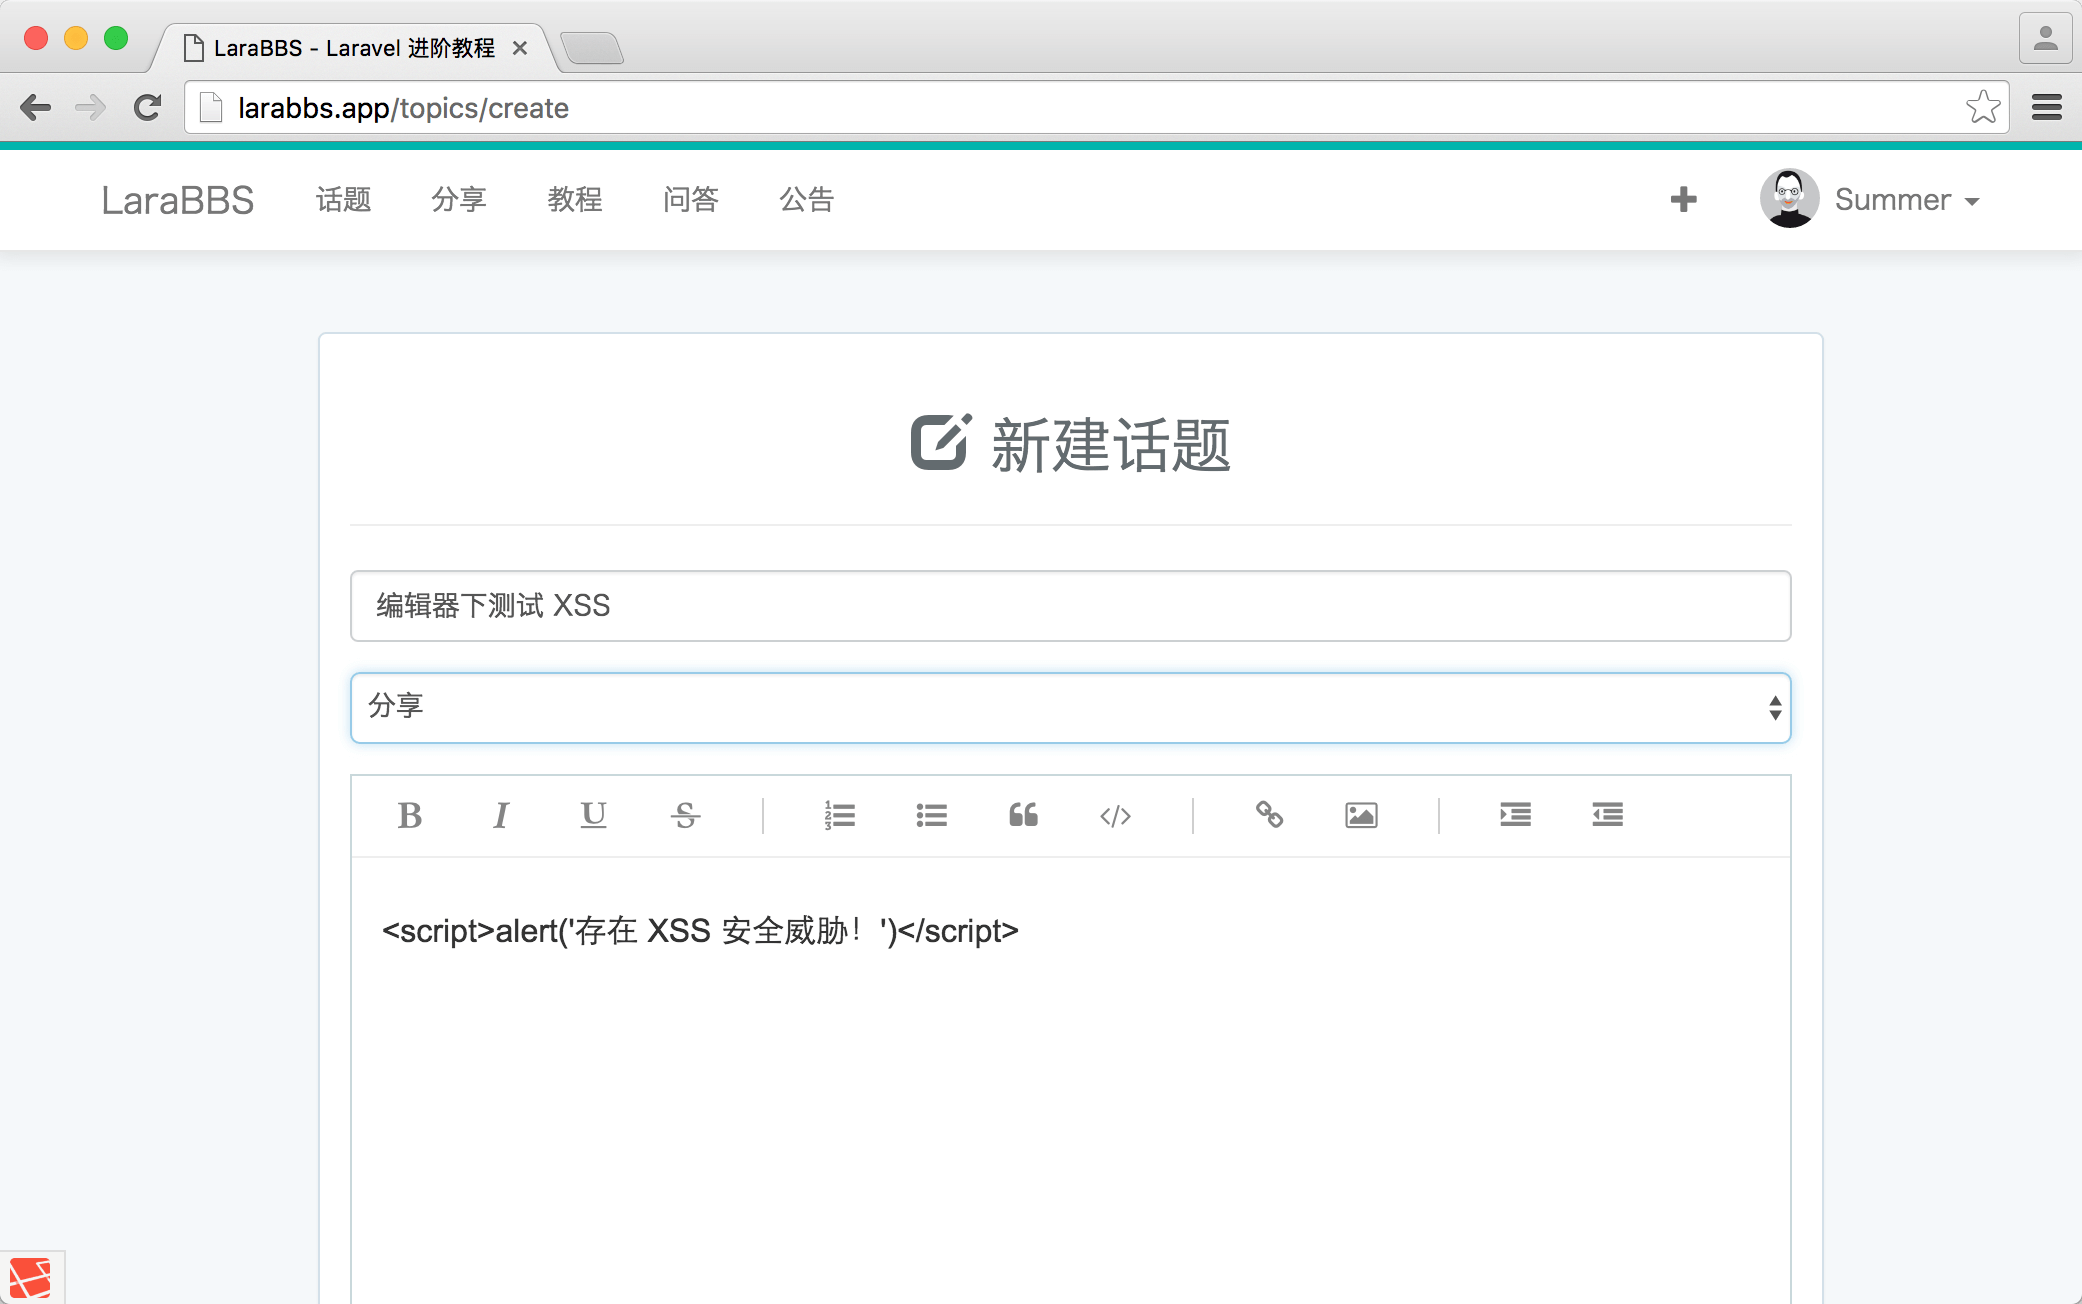 LaraBBS - Laravel 进阶教程
larabbs.app/topics/create
LaraBBS 话题 分享 教程 问答 公告 Summer
新建话题
编辑器下测试 XSS
分享
B I U S
<script>alert('存在 XSS 安全威胁！')</script>